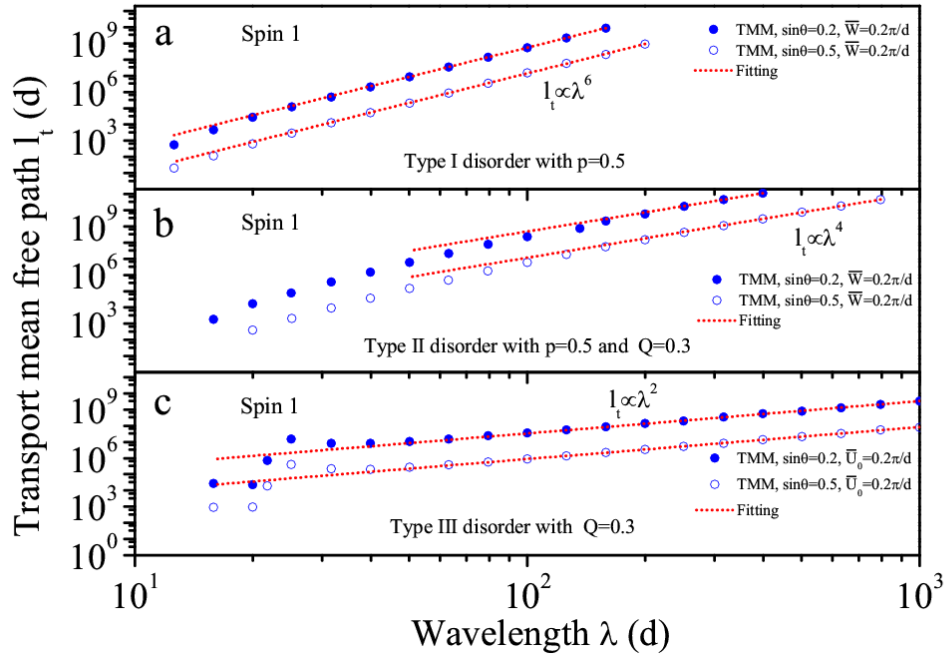 Transport mean free path l_t (d)
a
Spin 1
TMM, sinθ=0.2, W̅=0.2π/d
TMM, sinθ=0.5, W̅=0.2π/d
Fitting
l_t∝λ^6
Type I disorder with p=0.5
10^9
10^6
10^3
b
Spin 1
l_t∝λ^4
TMM, sinθ=0.2, W̅=0.2π/d
TMM, sinθ=0.5, W̅=0.2π/d
Fitting
Type II disorder with p=0.5 and Q=0.3
10^9
10^6
10^3
c
Spin 1
l_t∝λ^2
TMM, sinθ=0.2, U̅_0=0.2π/d
TMM, sinθ=0.5, U̅_0=0.2π/d
Fitting
Type III disorder with Q=0.3
10^9
10^6
10^3
10^0
10^1 10^2 10^3
Wavelength λ (d)